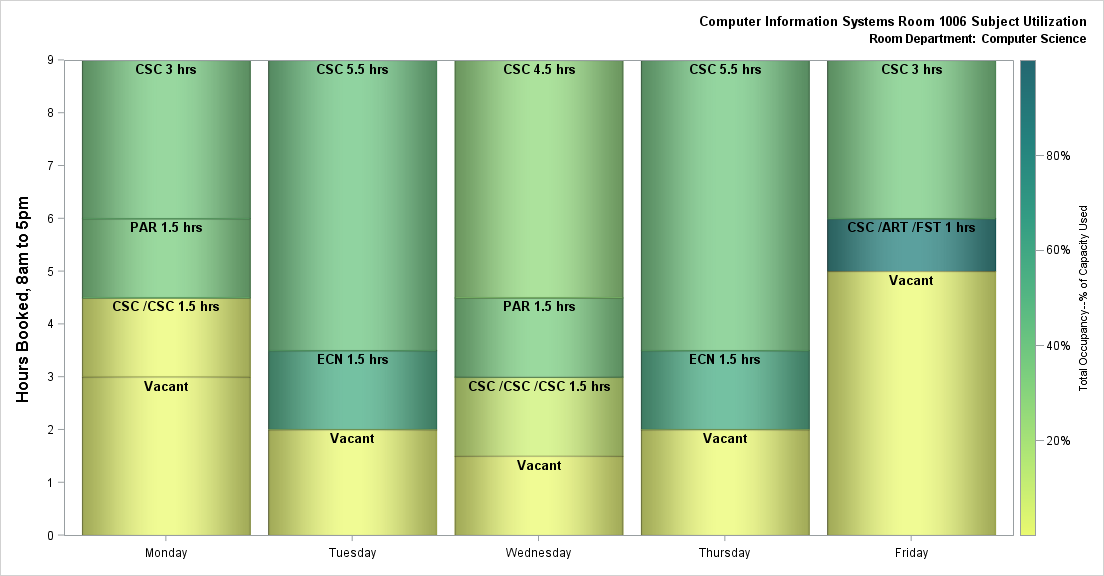 Computer Information Systems Room 1006 Subject Utilization
Room Department: Computer Science
Hours Booked, 8am to 5pm
9
8
7
6
5
4
3
2
1
0
CSC 3 hrs
PAR 1.5 hrs
CSC /CSC 1.5 hrs
Vacant
Monday
CSC 5.5 hrs
ECN 1.5 hrs
Vacant
Tuesday
CSC 4.5 hrs
PAR 1.5 hrs
CSC /CSC /CSC 1.5 hrs
Vacant
Wednesday
CSC 5.5 hrs
ECN 1.5 hrs
Vacant
Thursday
CSC 3 hrs
CSC /ART /FST 1 hrs
Vacant
Friday
80%
60%
40%
20%
Total Occupancy--% of Capacity Used